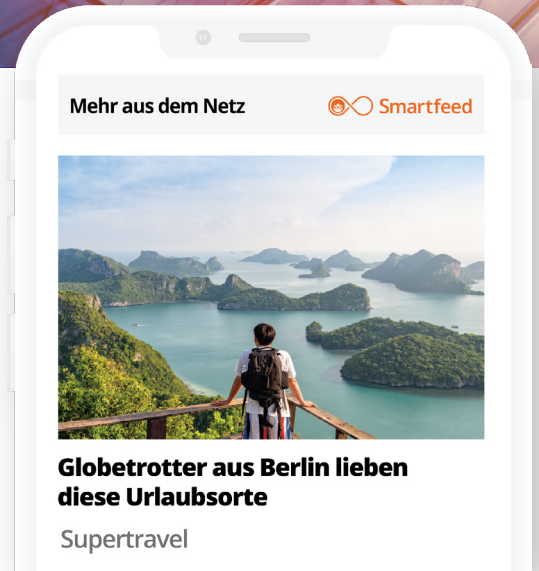 Mehr aus dem Netz
Smartfeed
Globetrotter aus Berlin lieben
diese Urlaubsorte
Supertravel